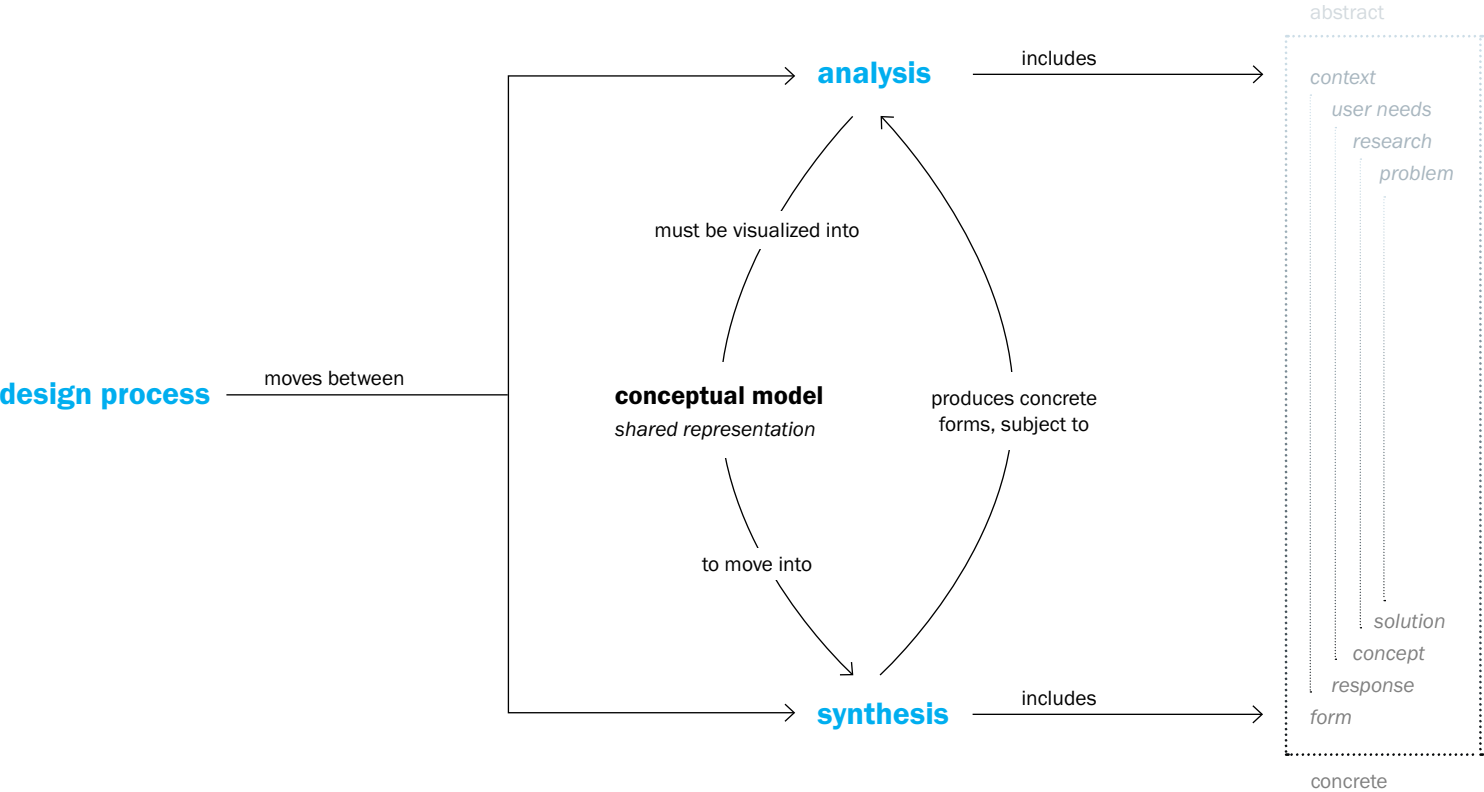 abstract
analysis
includes
context
user needs
research
problem
must be visualized into
design process
moves between
conceptual model
shared representation
produces concrete
forms, subject to
to move into
solution
concept
response
form
synthesis
includes
concrete